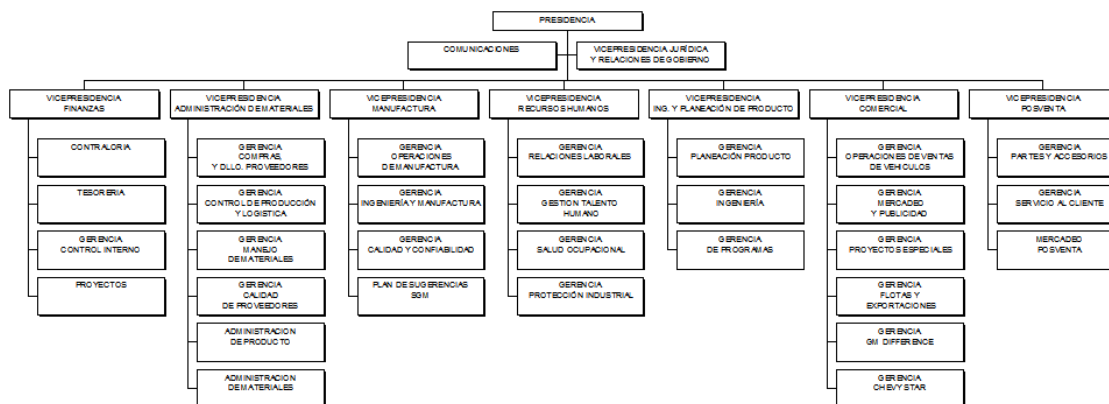 PRESIDENCIA
COMUNICACIONES
VICEPRESIDENCIA JURÍDICA
Y RELACIONES DE GOBIERNO
VICEPRESIDENCIA
FINANZAS
CONTRALORIA
TESORERIA
GERENCIA
CONTROL INTERNO
PROYECTOS
VICEPRESIDENCIA
ADMINISTRACIÓN DE MATERIALES
GERENCIA
COMPRAS,
Y DLLO. PROVEEDORES
GERENCIA
CONTROL DE PRODUCCIÓN
Y LOGISTICA
GERENCIA
MANEJO
DE MATERIALES
GERENCIA
CALIDAD
DE PROVEEDORES
ADMINISTRACION
DE PRODUCTO
ADMINISTRACION
DE MATERIALES
VICEPRESIDENCIA
MANUFACTURA
GERENCIA
OPERACIONES
DE MANUFACTURA
GERENCIA
INGENIERÍA Y MANUFACTURA
GERENCIA
CALIDAD Y CONFIABILIDAD
PLAN DE SUGERENCIAS
SGM
VICEPRESIDENCIA
RECURSOS HUMANOS
GERENCIA
RELACIONES LABORALES
GERENCIA
GESTION TALENTO
HUMANO
GERENCIA
SALUD OCUPACIONAL
GERENCIA
PROTECCIÓN INDUSTRIAL
VICEPRESIDENCIA
ING. Y PLANEACIÓN DE PRODUCTO
GERENCIA
PLANEACIÓN PRODUCTO
GERENCIA
INGENIERÍA
GERENCIA
DE PROGRAMAS
VICEPRESIDENCIA
COMERCIAL
GERENCIA
OPERACIONES DE VENTAS
DE VEHICULOS
GERENCIA
MERCADEO
Y PUBLICIDAD
GERENCIA
PROYECTOS ESPECIALES
GERENCIA
FLOTAS Y
EXPORTACIONES
GERENCIA
GM DIFFERENCE
GERENCIA
CHEVYSTAR
VICEPRESIDENCIA
POSVENTA
GERENCIA
PARTES Y ACCESORIOS
GERENCIA
SERVICIO AL CLIENTE
MERCADEO
POSVENTA